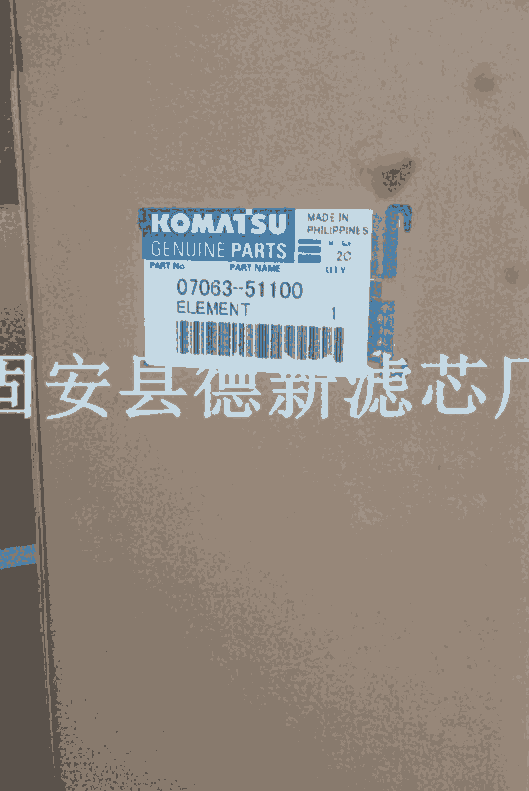 KOMATSU
GENUINE PARTS
MADE IN
PHILIPPINES
20
PART No
PART NAME
Q'TY
07063-51100
ELEMENT
1
固安县德新滤芯厂